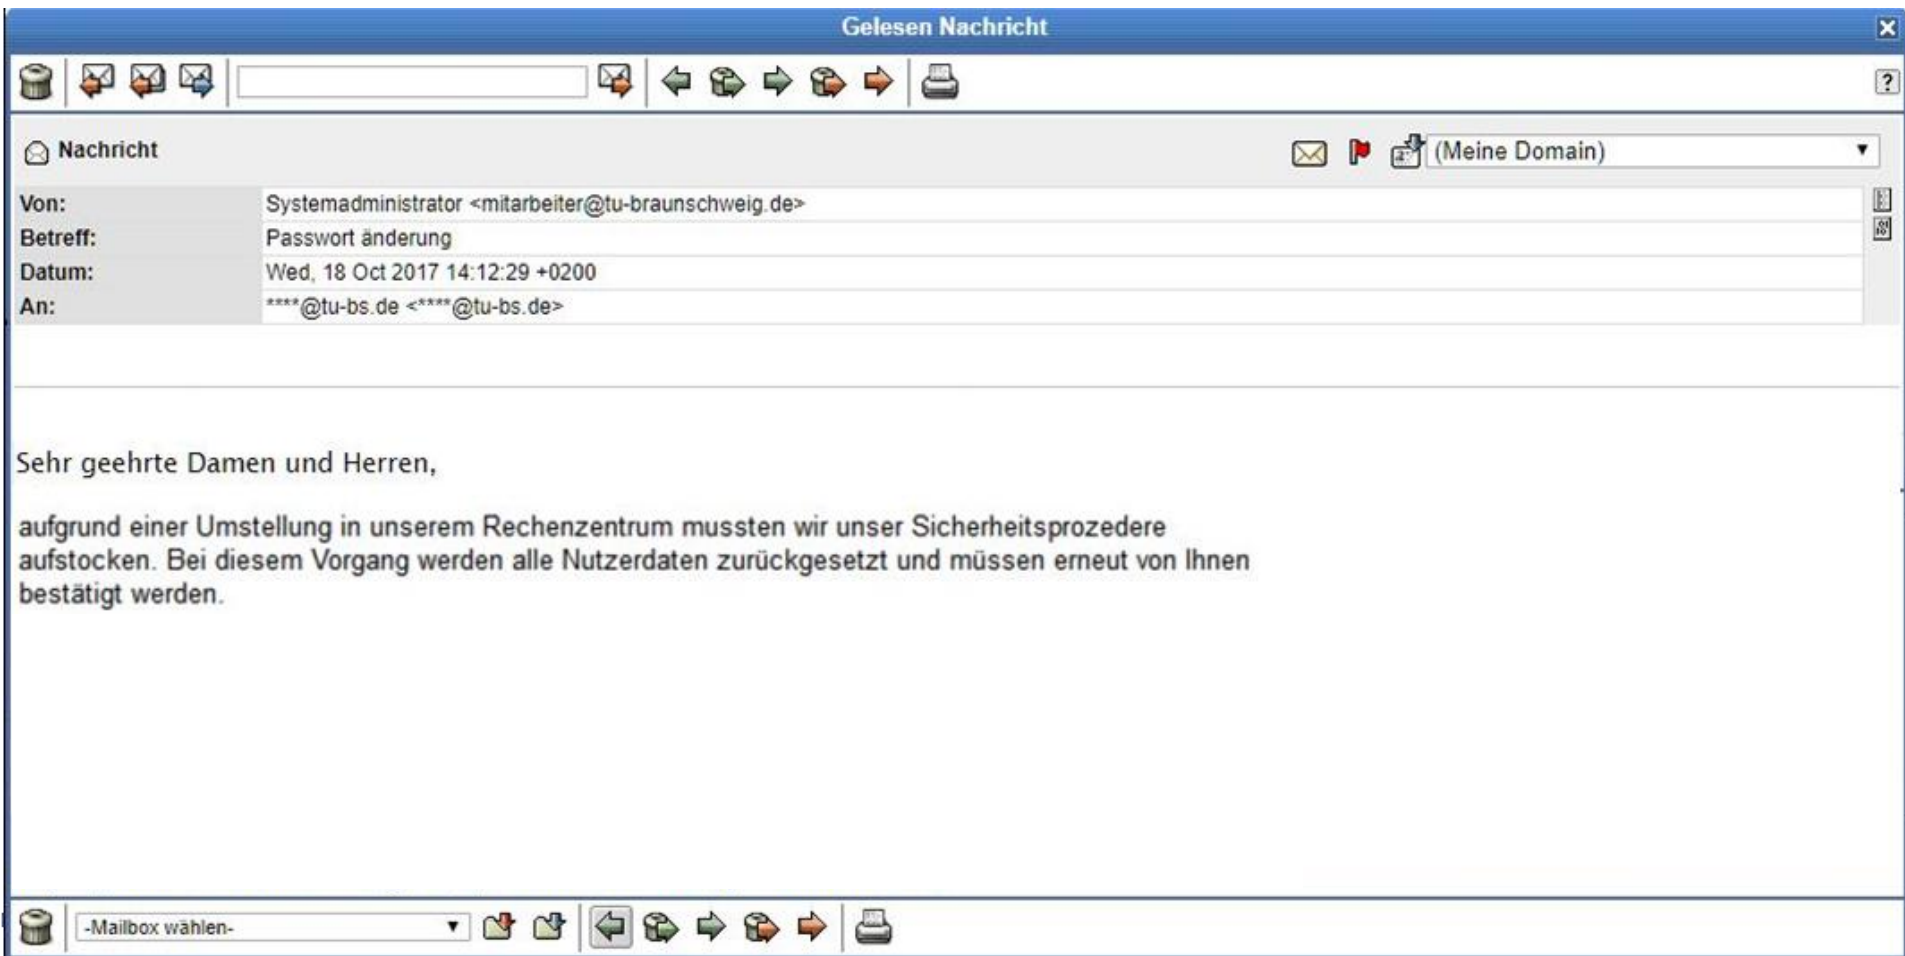 Gelesen Nachricht
Nachricht
(Meine Domain)
Von: Systemadministrator <mitarbeiter@tu-braunschweig.de>
Betreff: Passwort änderung
Datum: Wed, 18 Oct 2017 14:12:29 +0200
An: ****@tu-bs.de <****@tu-bs.de>
Sehr geehrte Damen und Herren,
aufgrund einer Umstellung in unserem Rechenzentrum mussten wir unser Sicherheitsprozedere
aufstocken. Bei diesem Vorgang werden alle Nutzerdaten zurückgesetzt und müssen erneut von Ihnen
bestätigt werden.
-Mailbox wählen-